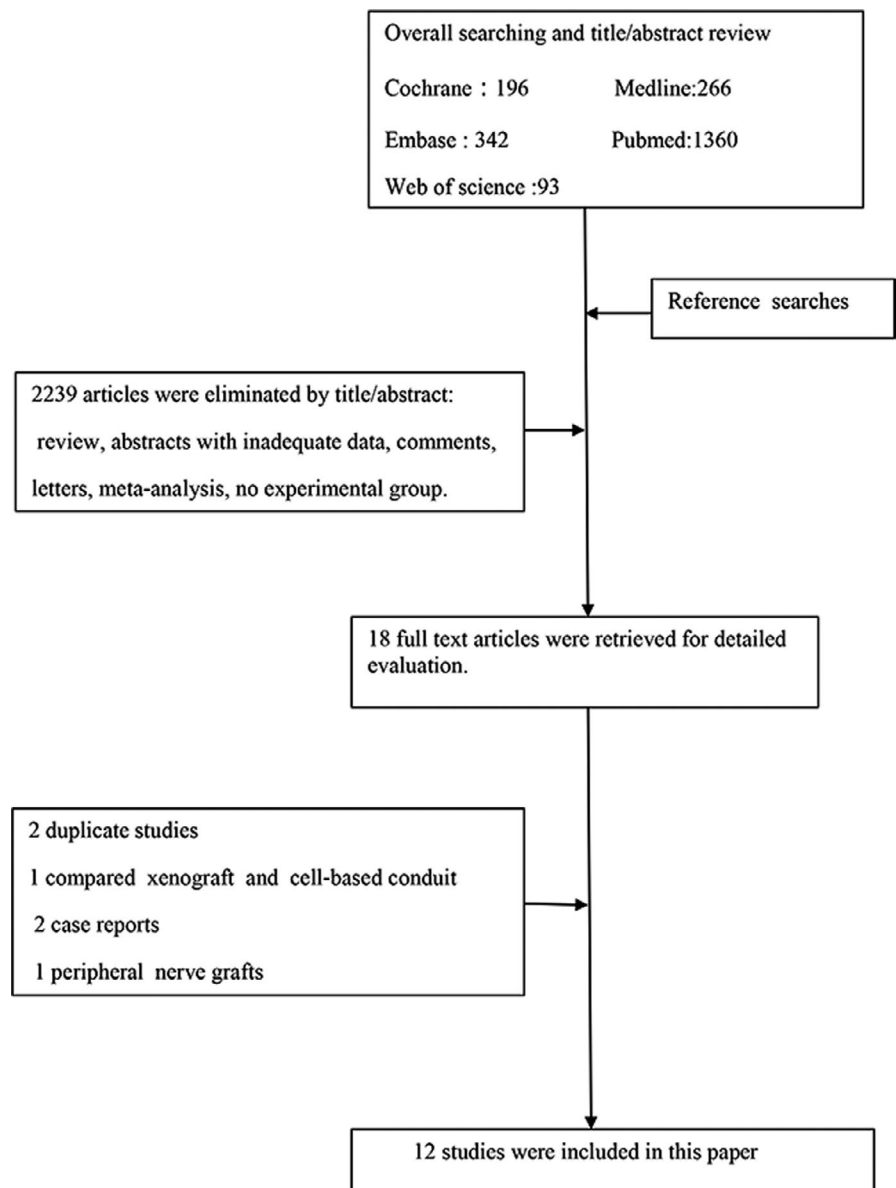 Overall searching and title/abstract review
Cochrane : 196 Medline:266
Embase : 342 Pubmed:1360
Web of science :93
Reference searches
2239 articles were eliminated by title/abstract:
review, abstracts with inadequate data, comments,
letters, meta-analysis, no experimental group.
18 full text articles were retrieved for detailed
evaluation.
2 duplicate studies
1 compared xenograft and cell-based conduit
2 case reports
1 peripheral nerve grafts
12 studies were included in this paper